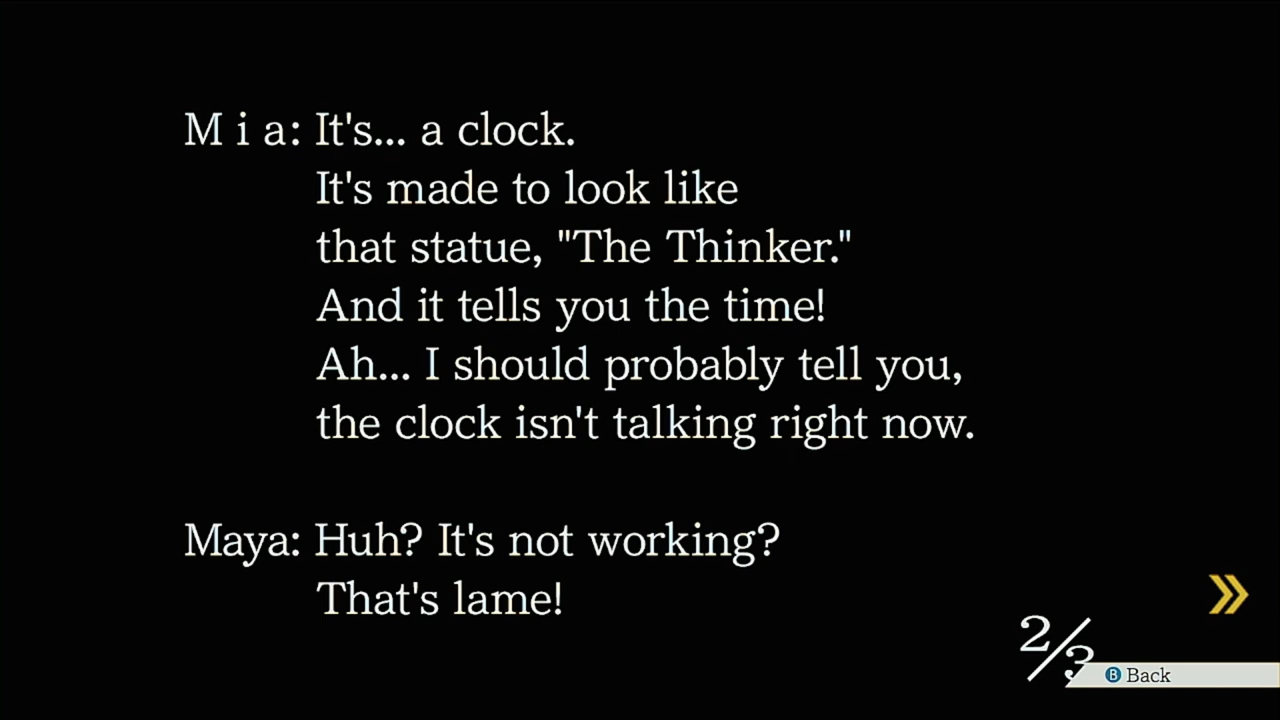 M i a: It's... a clock.
It's made to look like
that statue, "The Thinker."
And it tells you the time!
Ah... I should probably tell you,
the clock isn't talking right now.
Maya: Huh? It's not working?
That's lame!
2/3
B Back